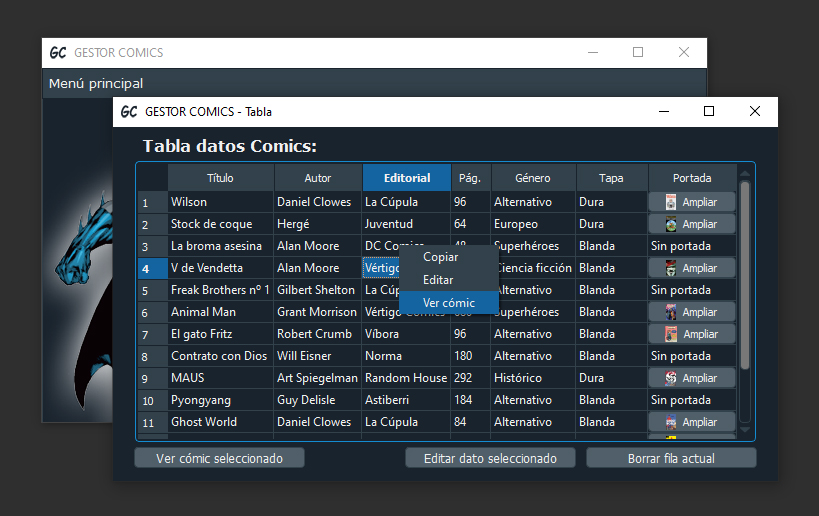 GC GESTOR COMICS
Menú principal
GC GESTOR COMICS - Tabla
Tabla datos Comics:
Título Autor Editorial Pág. Género Tapa Portada
1 Wilson Daniel Clowes La Cúpula 96 Alternativo Dura Ampliar
2 Stock de coque Hergé Juventud 64 Europeo Dura Ampliar
3 La broma asesina Alan Moore DC Comics 48 Superhéroes Blanda Sin portada
4 V de Vendetta Alan Moore Vértigo Ciencia ficción Blanda Ampliar
5 Freak Brothers nº 1 Gilbert Shelton La Cúp Alternativo Blanda Sin portada
6 Animal Man Grant Morrison Vértigo Comics Superhéroes Blanda Ampliar
7 El gato Fritz Robert Crumb Víbora 96 Alternativo Blanda Ampliar
8 Contrato con Dios Will Eisner Norma 180 Alternativo Blanda Sin portada
9 MAUS Art Spiegelman Random House 292 Histórico Dura Ampliar
10 Pyongyang Guy Delisle Astiberri 184 Alternativo Blanda Sin portada
11 Ghost World Daniel Clowes La Cúpula 84 Alternativo Blanda Ampliar
Copiar
Editar
Ver cómic
Ver cómic seleccionado Editar dato seleccionado Borrar fila actual